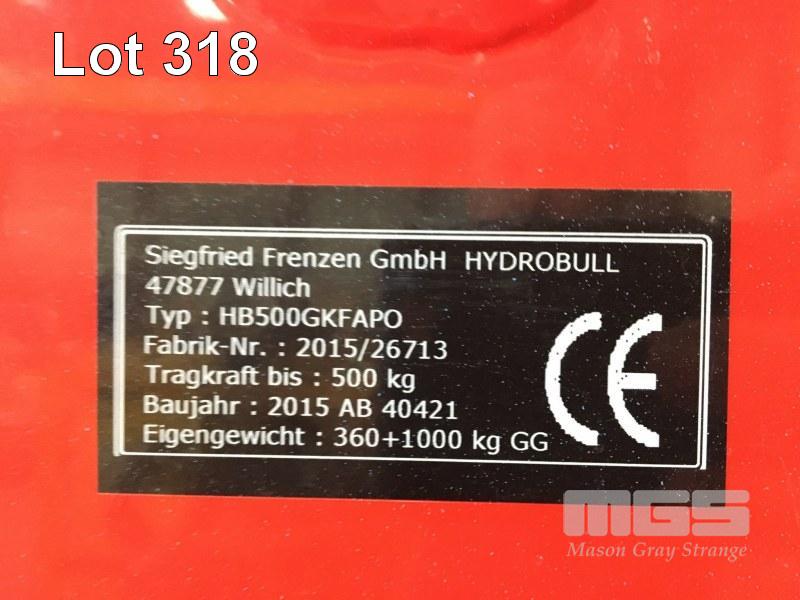 Lot 318
Siegfried Frenzen GmbH HYDROBULL
47877 Willich
Typ : HB500GKFAPO
Fabrik-Nr. : 2015/26713
Tragkraft bis : 500 kg
Baujahr : 2015 AB 40421
Eigengewicht : 360+1000 kg GG
CE
MGS
Mason Gray Strange